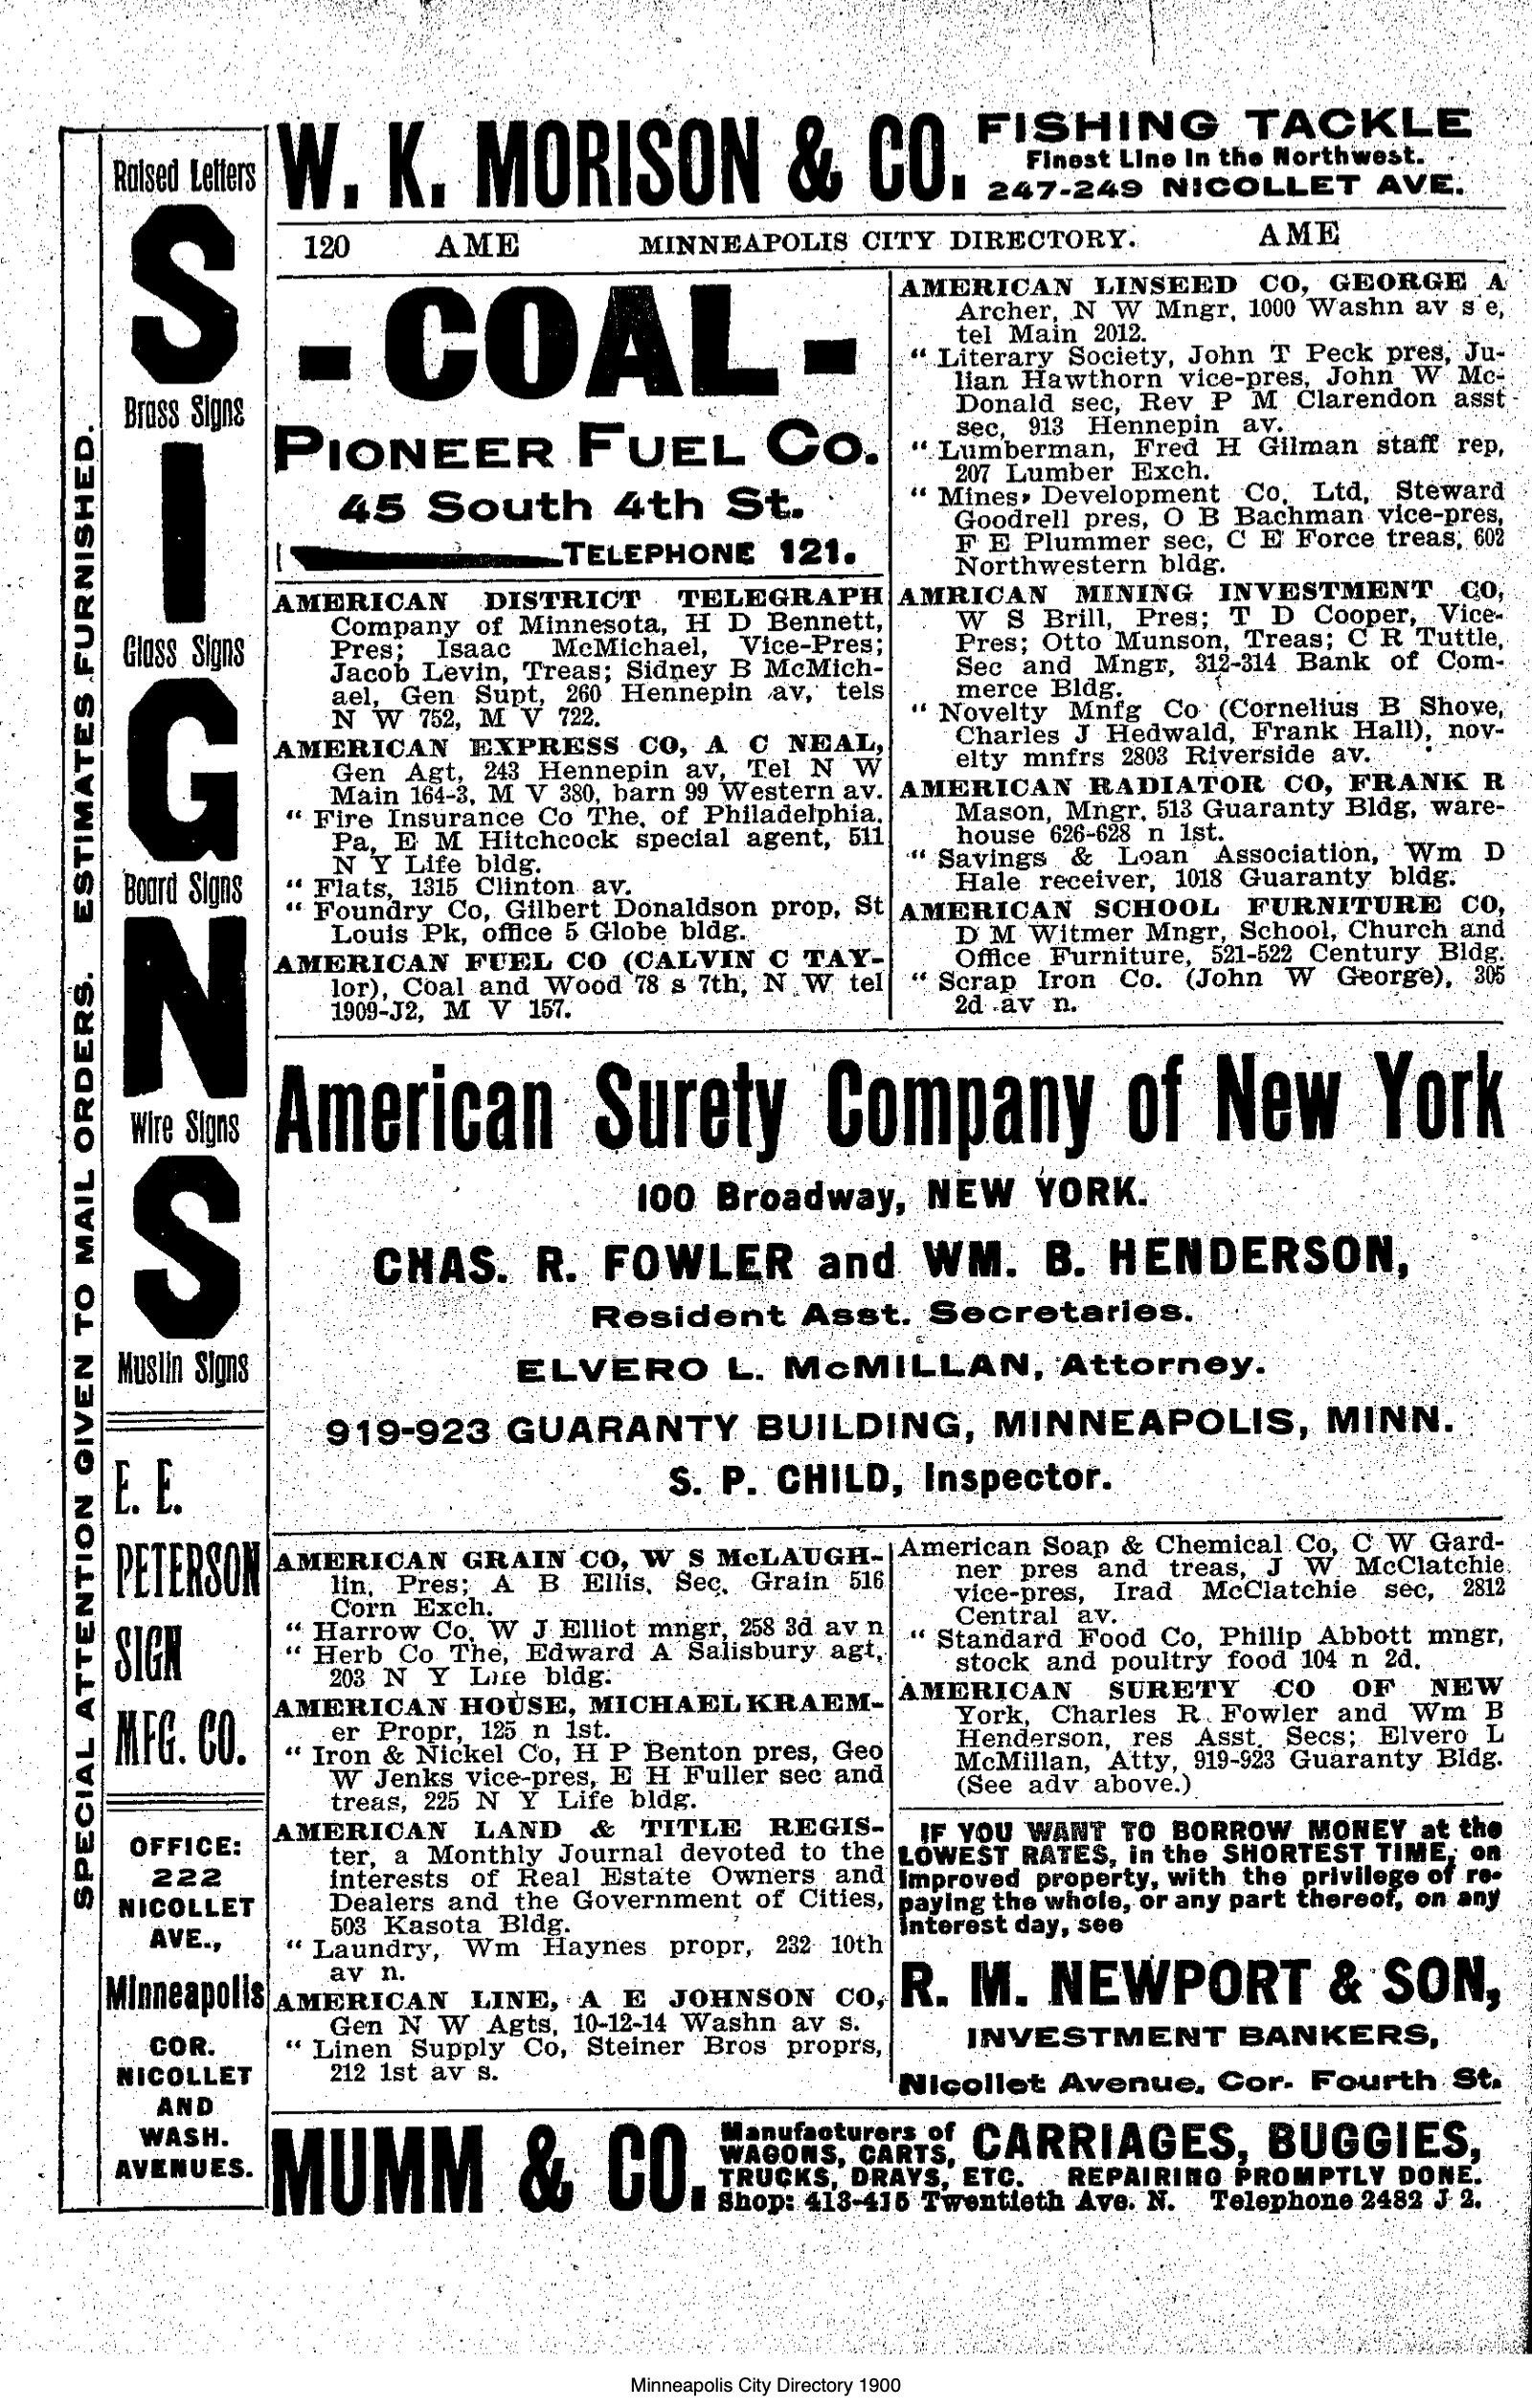 W. K. MORISON & CO.
FISHING TACKLE
Finest Line in the Northwest.
247-249 NICOLLET AVE.
120 AME MINNEAPOLIS CITY DIRECTORY. AME
SPECIAL ATTENTION GIVEN TO MAIL ORDERS. ESTIMATES FURNISHED.
Raised Letters
S
Brass Signs
I
Glass Signs
G
Board Signs
N
Wire Signs
S
Muslin Signs
E. E.
PETERSON
SIGN
MFG. CO.
OFFICE:
222
NICOLLET
AVE.,
Minneapolis
COR.
NICOLLET
AND
WASH.
AVENUES.
- COAL -
PIONEER FUEL CO.
45 South 4th St.
TELEPHONE 121.
AMERICAN DISTRICT TELEGRAPH
Company of Minnesota, H D Bennett,
Pres; Isaac McMichael, Vice-Pres;
Jacob Levin, Treas; Sidney B McMich-
ael, Gen Supt, 260 Hennepin av, tels
N W 752, M V 722.
AMERICAN EXPRESS CO, A C NEAL,
Gen Agt, 243 Hennepin av, Tel N W
Main 164-3, M V 380, barn 99 Western av.
" Fire Insurance Co The, of Philadelphia,
Pa, E M Hitchcock special agent, 511
N Y Life bldg.
" Flats, 1315 Clinton av.
" Foundry Co, Gilbert Donaldson prop, St
Louis Pk, office 5 Globe bldg.
AMERICAN FUEL CO (CALVIN C TAY-
lor), Coal and Wood 78 s 7th, N W tel
1909-J2, M V 157.
AMERICAN LINSEED CO, GEORGE A
Archer, N W Mngr, 1000 Washn av s e,
tel Main 2012.
" Literary Society, John T Peck pres, Ju-
lian Hawthorn vice-pres, John W Mc-
Donald sec, Rev P M Clarendon asst
sec, 913 Hennepin av.
" Lumberman, Fred H Gilman staff rep,
207 Lumber Exch.
" Mines, Development Co, Ltd, Steward
Goodrell pres, O B Bachman vice-pres,
F E Plummer sec, C E Force treas, 602
Northwestern bldg.
AMRICAN MINING INVESTMENT CO,
W S Brill, Pres; T D Cooper, Vice-
Pres; Otto Munson, Treas; C R Tuttle,
Sec and Mngr, 312-314 Bank of Com-
merce Bldg.
" Novelty Mnfg Co (Cornelius B Shove,
Charles J Hedwald, Frank Hall), nov-
elty mnfrs 2803 Riverside av.
AMERICAN RADIATOR CO, FRANK R
Mason, Mngr, 513 Guaranty Bldg, ware-
house 626-628 n 1st.
" Savings & Loan Association, Wm D
Hale receiver, 1018 Guaranty bldg.
AMERICAN SCHOOL FURNITURE CO,
D M Witmer Mngr, School, Church and
Office Furniture, 521-522 Century Bldg.
" Scrap Iron Co. (John W George), 305
2d av n.
American Surety Company of New York
100 Broadway, NEW YORK.
CHAS. R. FOWLER and WM. B. HENDERSON,
Resident Asst. Secretaries.
ELVERO L. McMILLAN, Attorney.
919-923 GUARANTY BUILDING, MINNEAPOLIS, MINN.
S. P. CHILD, Inspector.
AMERICAN GRAIN CO, W S McLAUGH-
lin, Pres; A B Ellis, Sec, Grain 516
Corn Exch.
" Harrow Co, W J Elliot mngr, 258 3d av n
" Herb Co The, Edward A Salisbury agt,
203 N Y Life bldg.
AMERICAN HOUSE, MICHAEL KRAEM-
er Propr, 125 n 1st.
" Iron & Nickel Co, H P Benton pres, Geo
W Jenks vice-pres, E H Fuller sec and
treas, 225 N Y Life bldg.
AMERICAN LAND & TITLE REGIS-
ter, a Monthly Journal devoted to the
interests of Real Estate Owners and
Dealers and the Government of Cities,
503 Kasota Bldg.
" Laundry, Wm Haynes propr, 232 10th
av n.
AMERICAN LINE, A E JOHNSON CO,
Gen N W Agts, 10-12-14 Washn av s.
" Linen Supply Co, Steiner Bros proprs,
212 1st av s.
American Soap & Chemical Co, C W Gard-
ner pres and treas, J W McClatchie
vice-pres, Irad McClatchie sec, 2812
Central av.
" Standard Food Co, Philip Abbott mngr,
stock and poultry food 104 n 2d.
AMERICAN SURETY CO OF NEW
York, Charles R Fowler and Wm B
Henderson, res Asst. Secs; Elvero L
McMillan, Atty, 919-923 Guaranty Bldg.
(See adv above.)
IF YOU WANT TO BORROW MONEY at the
LOWEST RATES, in the SHORTEST TIME, on
improved property, with the privilege of re-
paying the whole, or any part thereof, on any
interest day, see
R. M. NEWPORT & SON,
INVESTMENT BANKERS,
Nicollet Avenue, Cor. Fourth St.
MUMM & CO.
Manufacturers of CARRIAGES, BUGGIES,
WAGONS, CARTS,
TRUCKS, DRAYS, ETC. REPAIRING PROMPTLY DONE.
Shop: 413-415 Twentieth Ave. N. Telephone 2482 J 2.
Minneapolis City Directory 1900